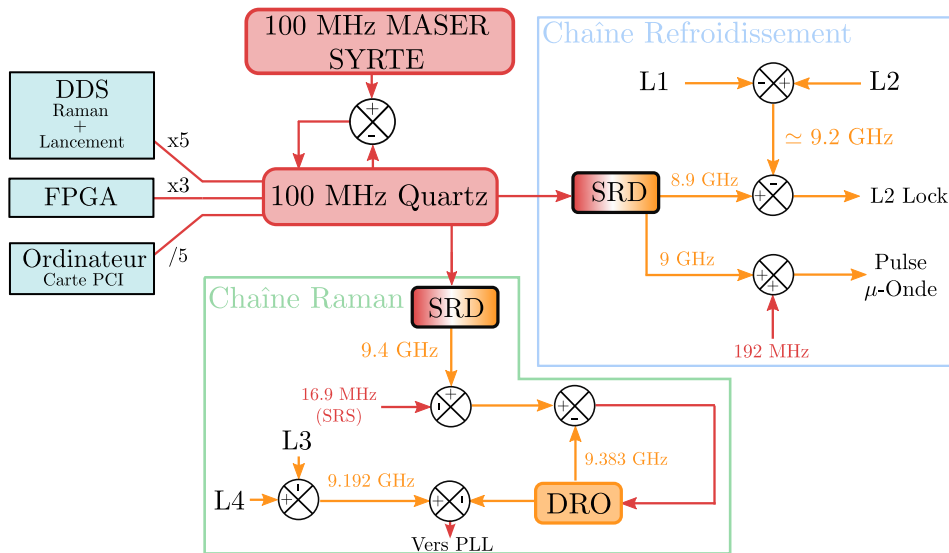 100 MHz MASER
SYRTE
DDS
Raman
+
Lancement
x5
FPGA
x3
Ordinateur
Carte PCI
/5
100 MHz Quartz
+
-
Chaîne Refroidissement
L1
-
+
L2
≃ 9.2 GHz
SRD
8.9 GHz
-
-
L2 Lock
9 GHz
+
+
Pulse
μ-Onde
192 MHz
Chaîne Raman
SRD
9.4 GHz
16.9 MHz
(SRS)
-
+
+
-
9.383 GHz
L3
L4
-
+
9.192 GHz
+
-
DRO
Vers PLL